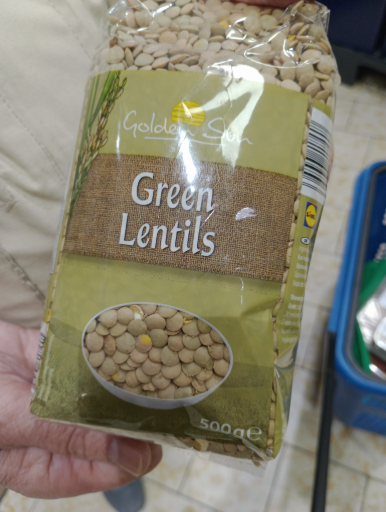 Golden Sun
Green
Lentils
500g e